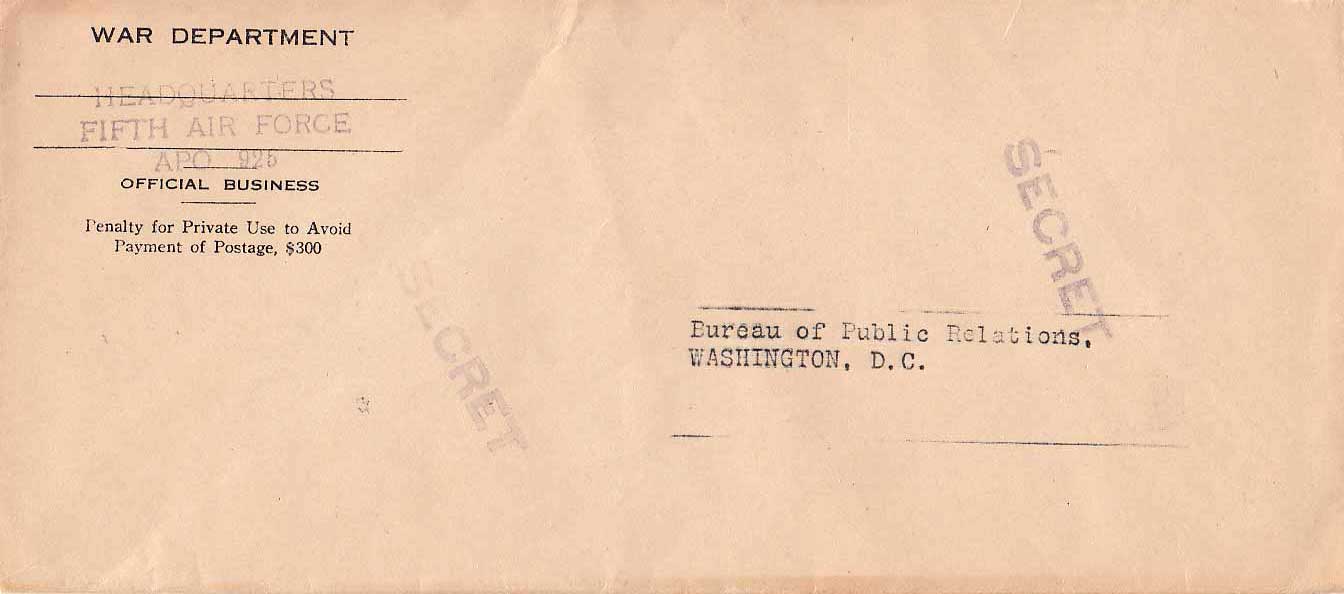 WAR DEPARTMENT
HEADQUARTERS
FIFTH AIR FORCE
APO 925
OFFICIAL BUSINESS
Penalty for Private Use to Avoid
Payment of Postage, $300
SECRET
SECRET
Bureau of Public Relations,
WASHINGTON, D.C.